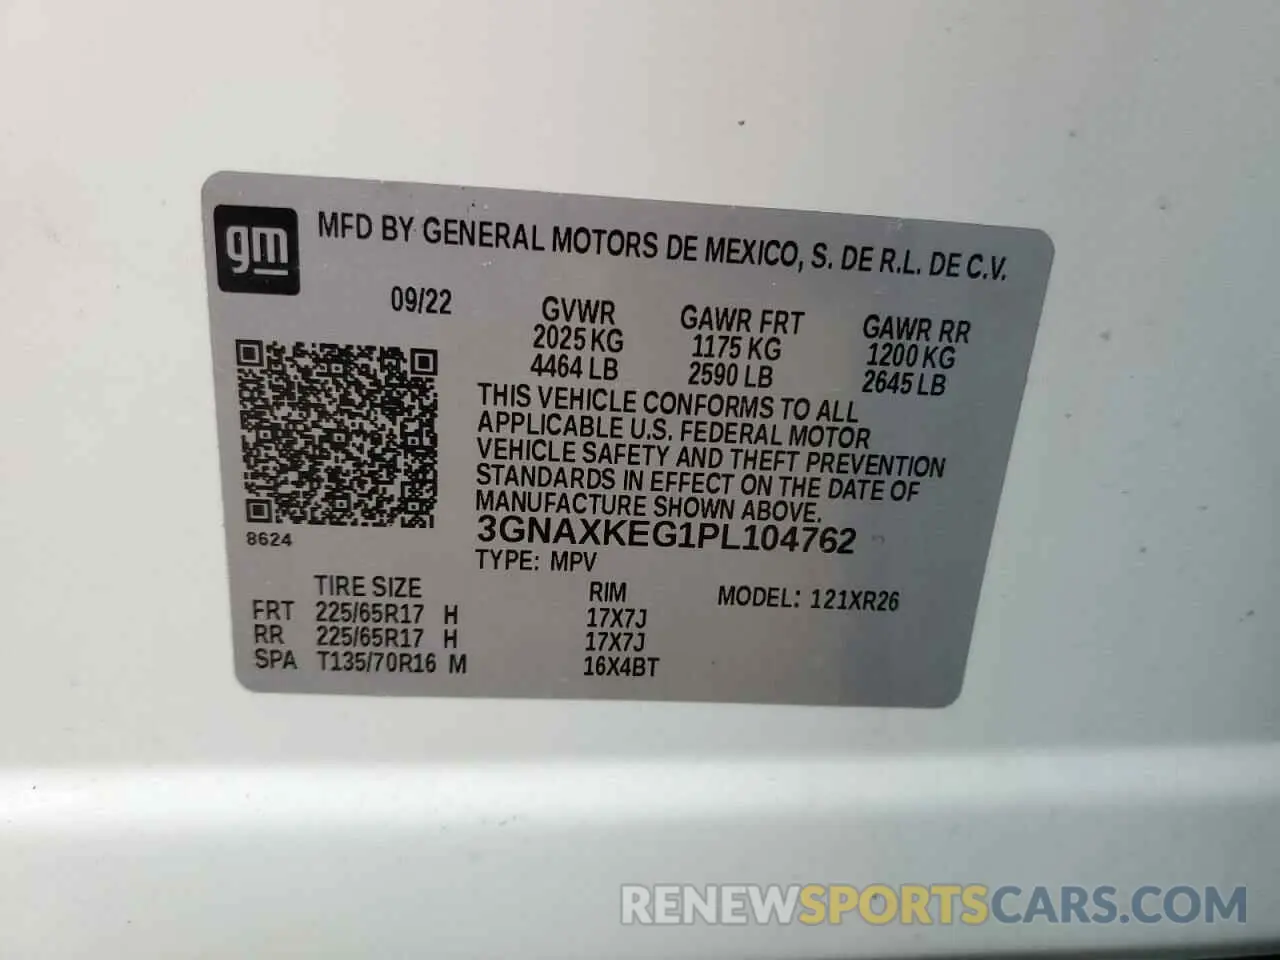 gm
MFD BY GENERAL MOTORS DE MEXICO, S. DE R.L. DE C.V.
09/22
GVWR
2025 KG
4464 LB
GAWR FRT
1175 KG
2590 LB
GAWR RR
1200 KG
2645 LB
THIS VEHICLE CONFORMS TO ALL
APPLICABLE U.S. FEDERAL MOTOR
VEHICLE SAFETY AND THEFT PREVENTION
STANDARDS IN EFFECT ON THE DATE OF
MANUFACTURE SHOWN ABOVE.
8624
3GNAXKEG1PL104762
TYPE: MPV
TIRE SIZE RIM MODEL: 121XR26
FRT 225/65R17 H 17X7J
RR 225/65R17 H 17X7J
SPA T135/70R16 M 16X4BT
RENEWSPORTSCARS.COM